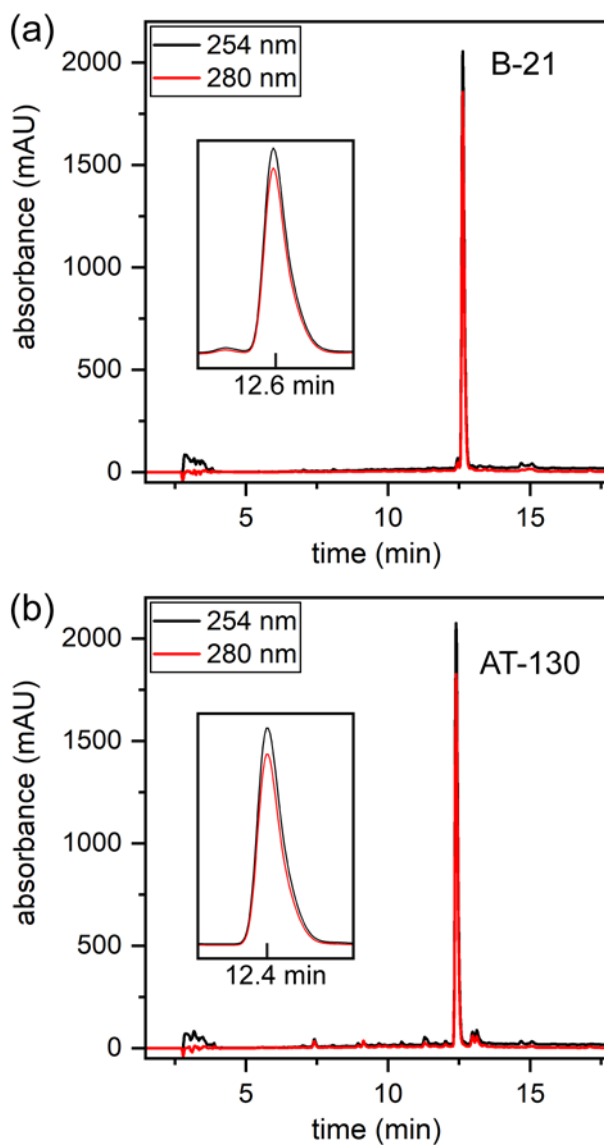 (a)
254 nm
280 nm
B-21
2000
1500
1000
500
0
absorbance (mAU)
12.6 min
5
10
15
time (min)
(b)
254 nm
280 nm
AT-130
2000
1500
1000
500
0
absorbance (mAU)
12.4 min
5
10
15
time (min)